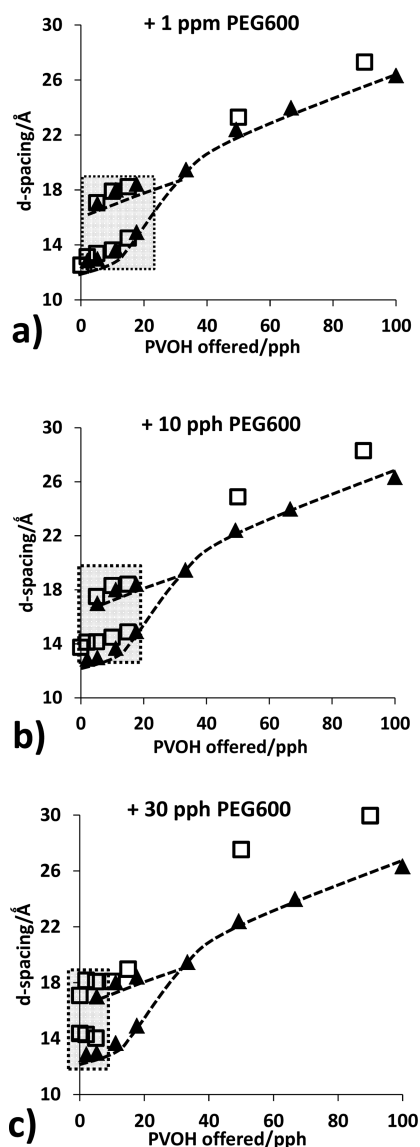 + 1 ppm PEG600
30
26
22
18
14
10
d-spacing/Å
0 20 40 60 80 100
PVOH offered/pph
a)
+ 10 pph PEG600
30
26
22
18
14
10
d-spacing/Å
0 20 40 60 80 100
PVOH offered/pph
b)
+ 30 pph PEG600
30
26
22
18
14
10
d-spacing/Å
0 20 40 60 80 100
PVOH offered/pph
c)